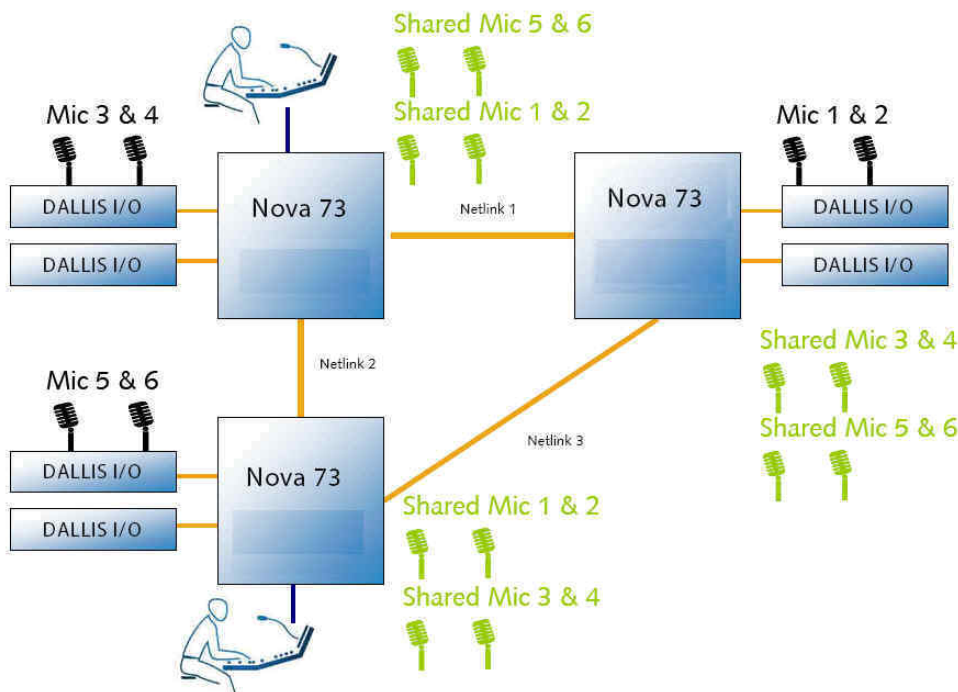 Shared Mic 5 & 6
Mic 3 & 4
Shared Mic 1 & 2
Mic 1 & 2
DALLIS I/O
Nova 73
Netlink 1
Nova 73
DALLIS I/O
DALLIS I/O
DALLIS I/O
Shared Mic 3 & 4
Netlink 2
Mic 5 & 6
Shared Mic 5 & 6
Netlink 3
DALLIS I/O
Nova 73
Shared Mic 1 & 2
DALLIS I/O
Shared Mic 3 & 4